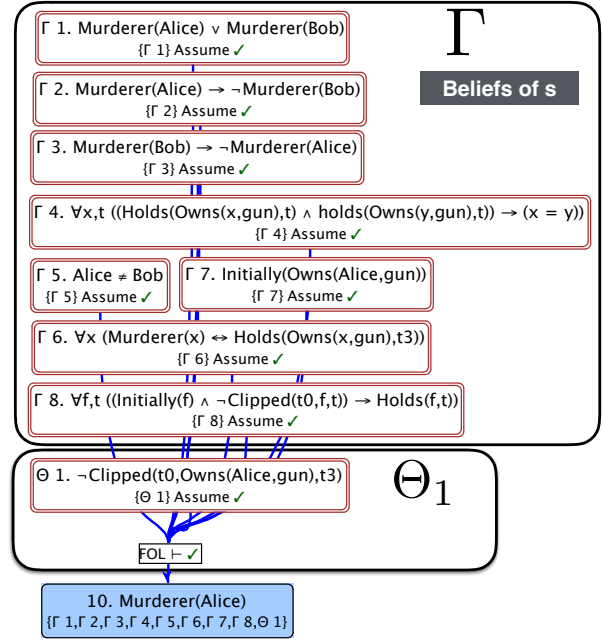 Γ 1. Murderer(Alice) ∨ Murderer(Bob)
{Γ 1} Assume ✓
Γ
Γ 2. Murderer(Alice) → ¬Murderer(Bob)
{Γ 2} Assume ✓
Beliefs of s
Γ 3. Murderer(Bob) → ¬Murderer(Alice)
{Γ 3} Assume ✓
Γ 4. ∀x,t ((Holds(Owns(x,gun),t) ∧ holds(Owns(y,gun),t)) → (x = y))
{Γ 4} Assume ✓
Γ 5. Alice ≠ Bob
{Γ 5} Assume ✓
Γ 7. Initially(Owns(Alice,gun))
{Γ 7} Assume ✓
Γ 6. ∀x (Murderer(x) ↔ Holds(Owns(x,gun),t3))
{Γ 6} Assume ✓
Γ 8. ∀f,t ((Initially(f) ∧ ¬Clipped(t0,f,t)) → Holds(f,t))
{Γ 8} Assume ✓
Θ 1. ¬Clipped(t0,Owns(Alice,gun),t3)
{Θ 1} Assume ✓
Θ₁
FOL ⊢ ✓
10. Murderer(Alice)
{Γ 1,Γ 2,Γ 3,Γ 4,Γ 5,Γ 6,Γ 7,Γ 8,Θ 1}